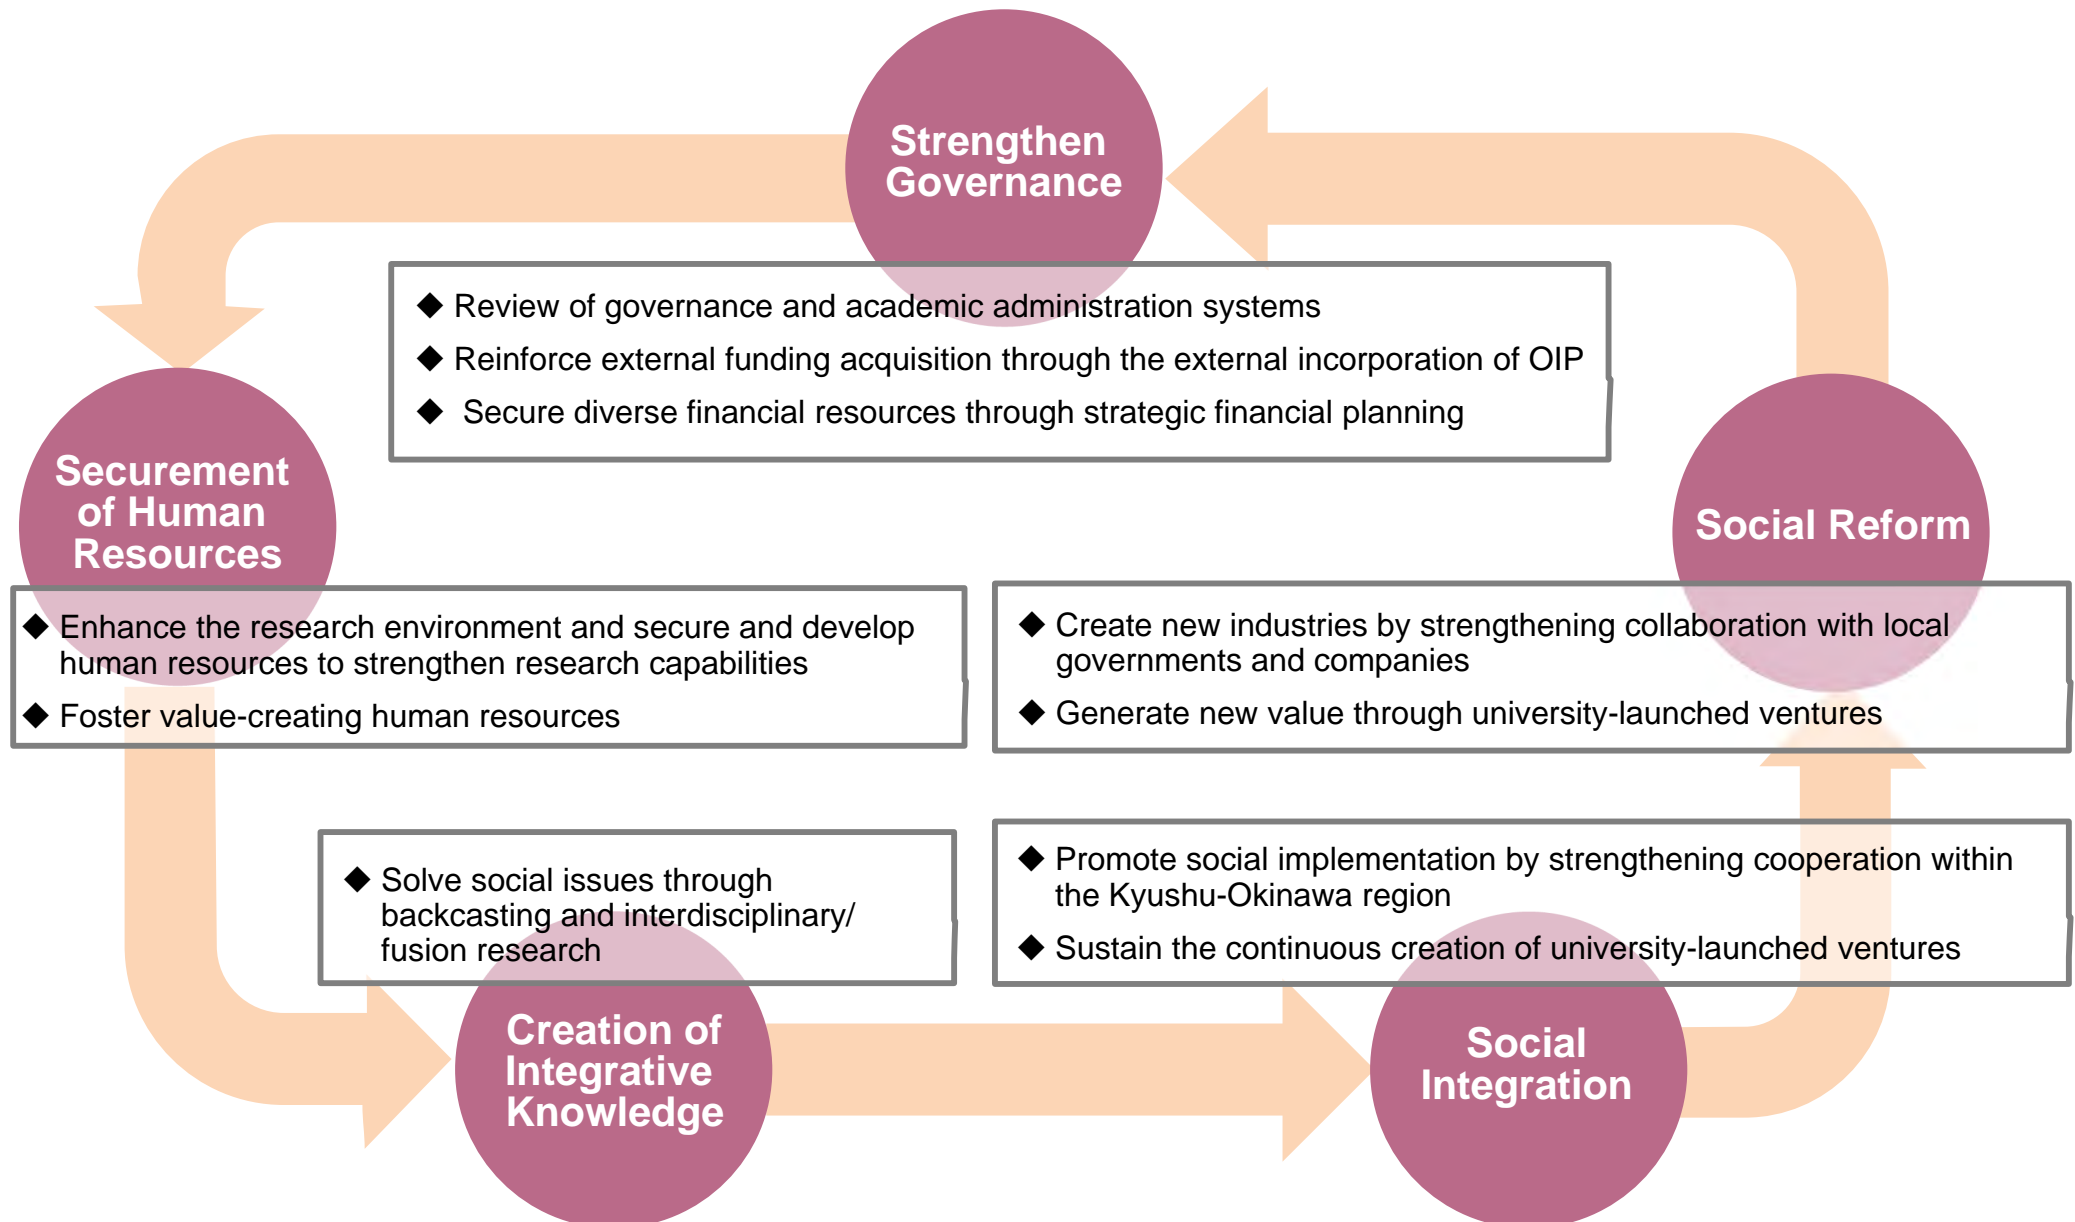 Strengthen
Governance
◆ Review of governance and academic administration systems
◆ Reinforce external funding acquisition through the external incorporation of OIP
◆ Secure diverse financial resources through strategic financial planning
Securement
of Human
Resources
◆ Enhance the research environment and secure and develop
human resources to strengthen research capabilities
◆ Foster value-creating human resources
Social Reform
◆ Create new industries by strengthening collaboration with local
governments and companies
◆ Generate new value through university-launched ventures
◆ Solve social issues through
backcasting and interdisciplinary/
fusion research
Creation of
Integrative
Knowledge
◆ Promote social implementation by strengthening cooperation within
the Kyushu-Okinawa region
◆ Sustain the continuous creation of university-launched ventures
Social
Integration